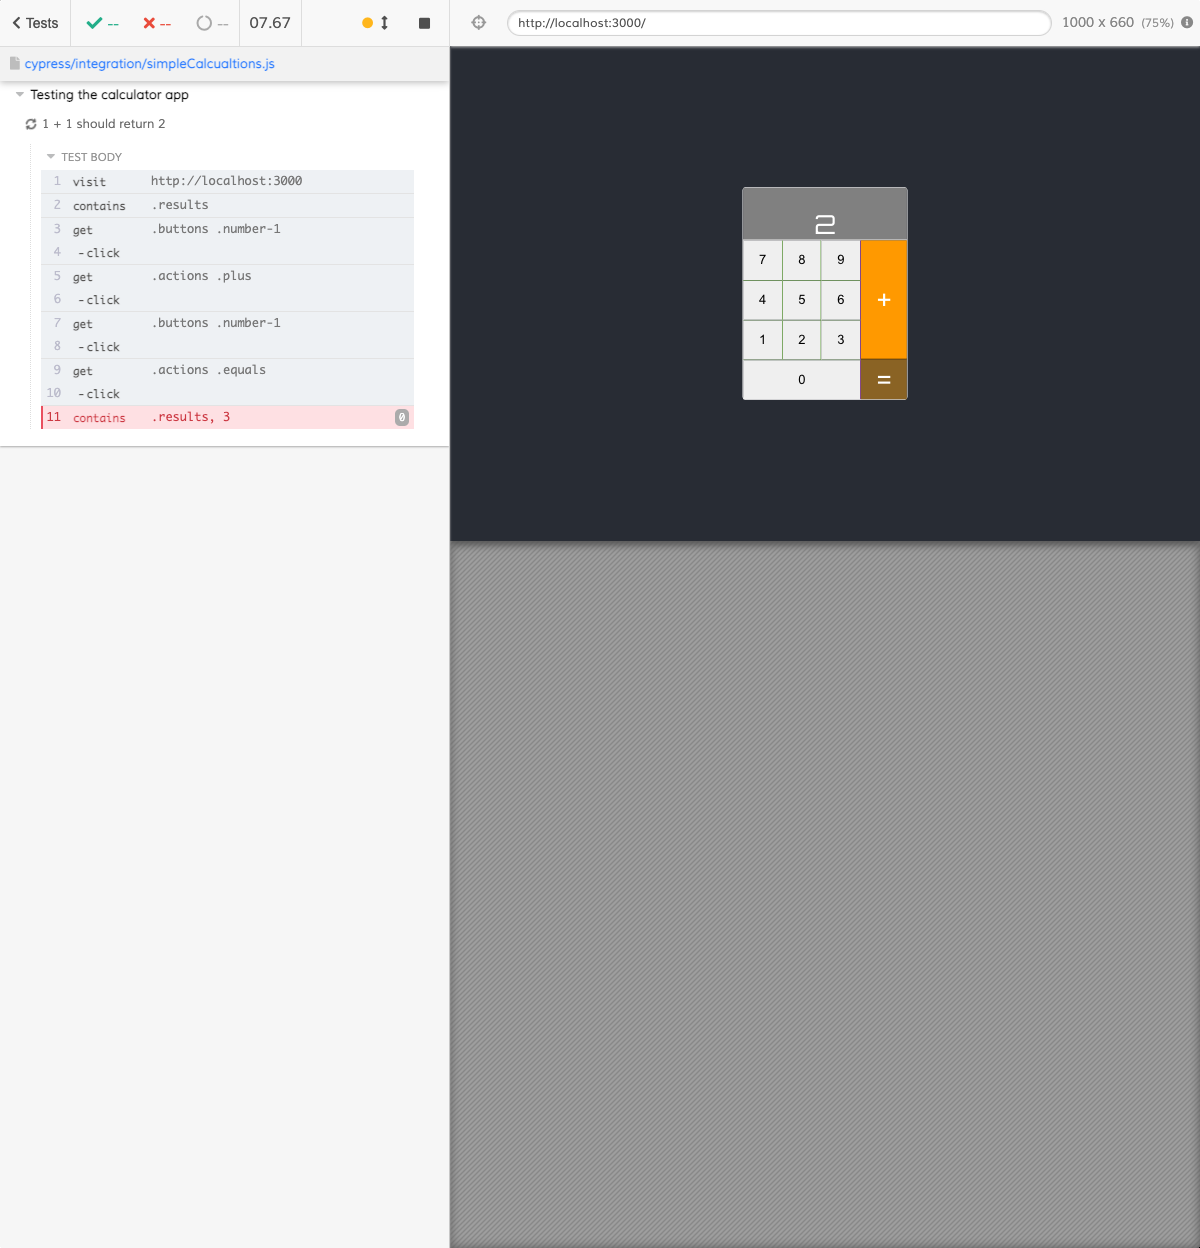 Tests -- -- -- 07.67 http://localhost:3000/ 1000 x 660 (75%) i
cypress/integration/simpleCalcualtions.js
Testing the calculator app
1 + 1 should return 2
TEST BODY
1 visit http://localhost:3000
2 contains .results
3 get .buttons .number-1
4 -click
5 get .actions .plus
6 -click
7 get .buttons .number-1
8 -click
9 get .actions .equals
10 -click
11 contains .results, 3 0
2
7 8 9
4 5 6 +
1 2 3
0 =